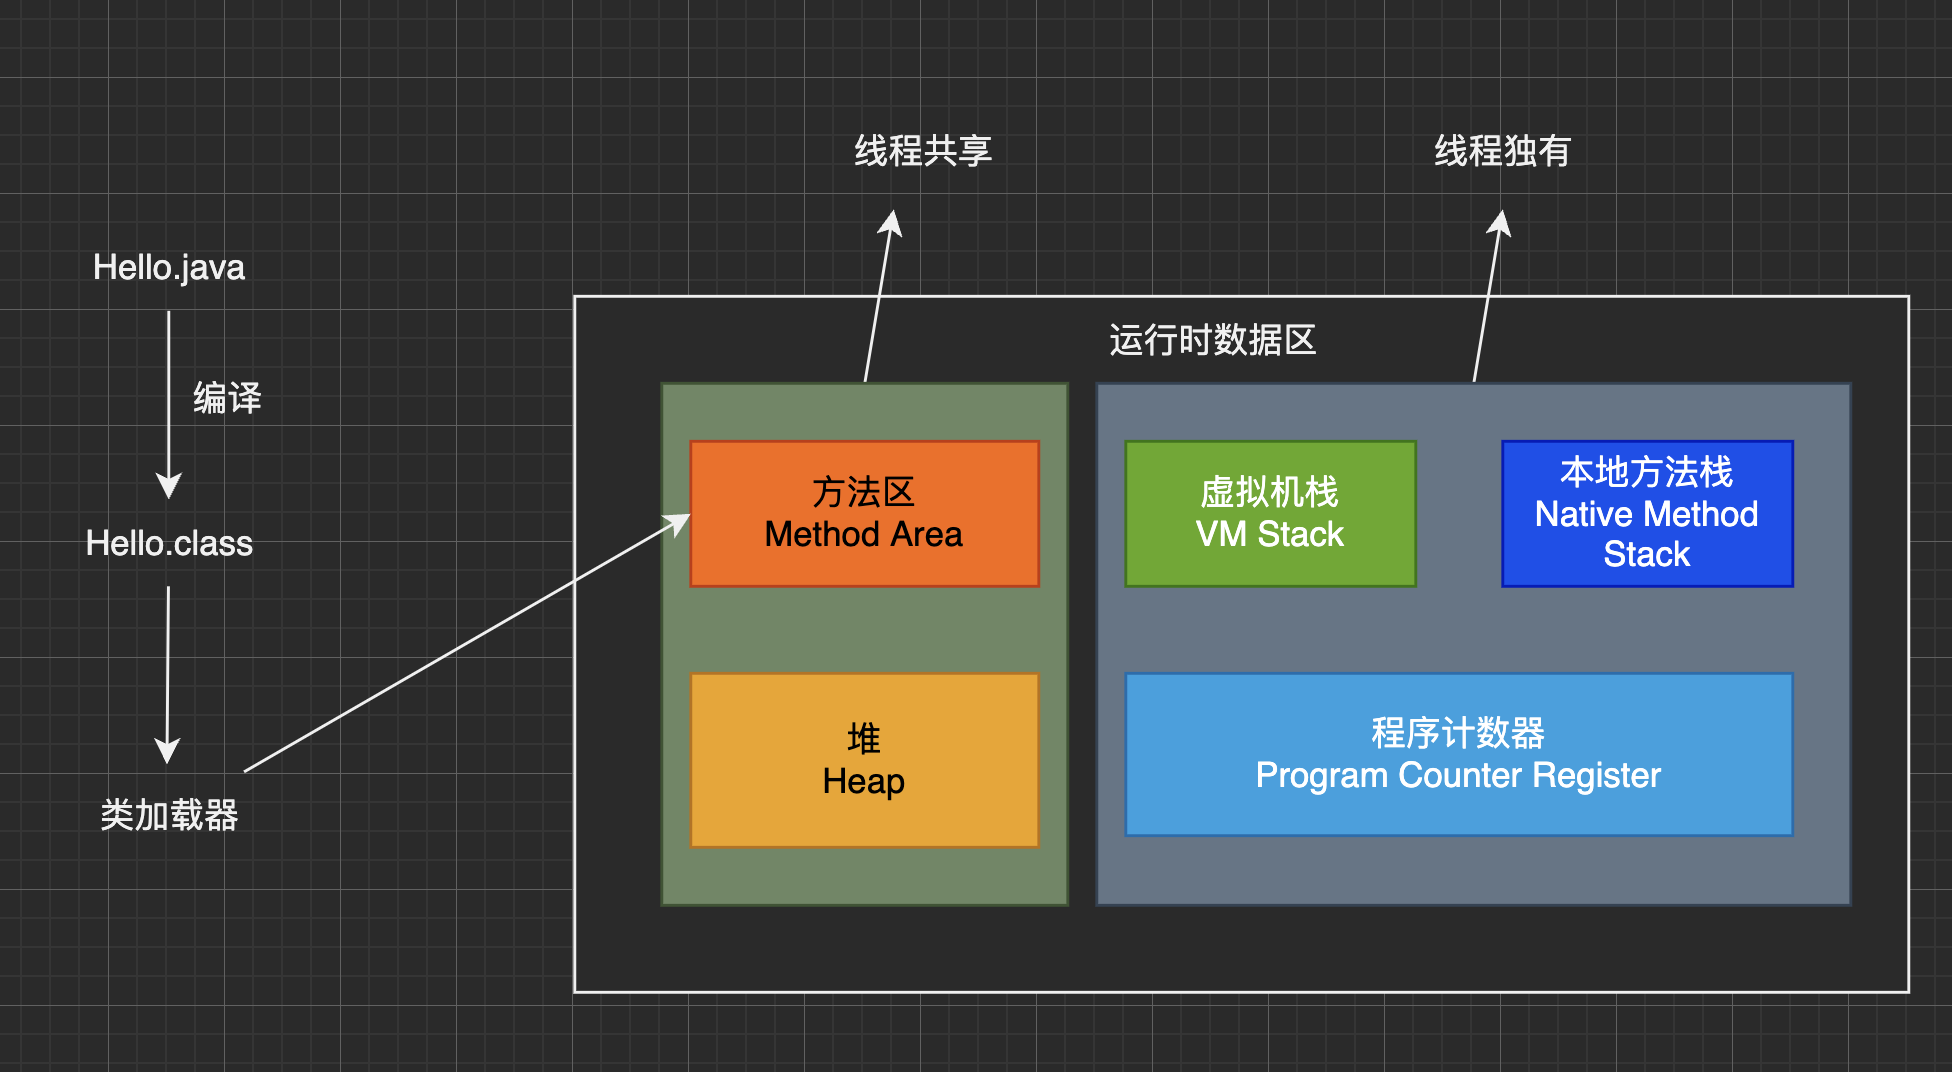 线程共享
线程独有
Hello.java
编译
Hello.class
类加载器
运行时数据区
方法区
Method Area
堆
Heap
虚拟机栈
VM Stack
本地方法栈
Native Method
Stack
程序计数器
Program Counter Register